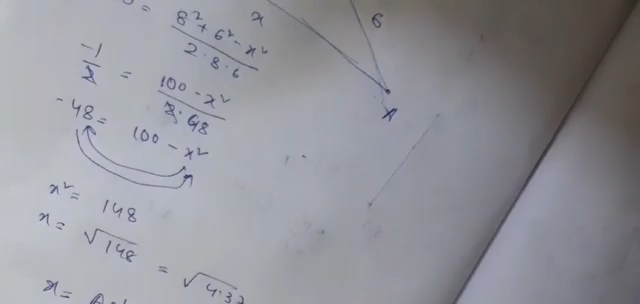 = 8² + 6² - x² / 2·8·6
x
6
-1/2 = 100 - x² / 2·48
-48 = 100 - x²
x² = 148
x = √148 = √4·37
x =